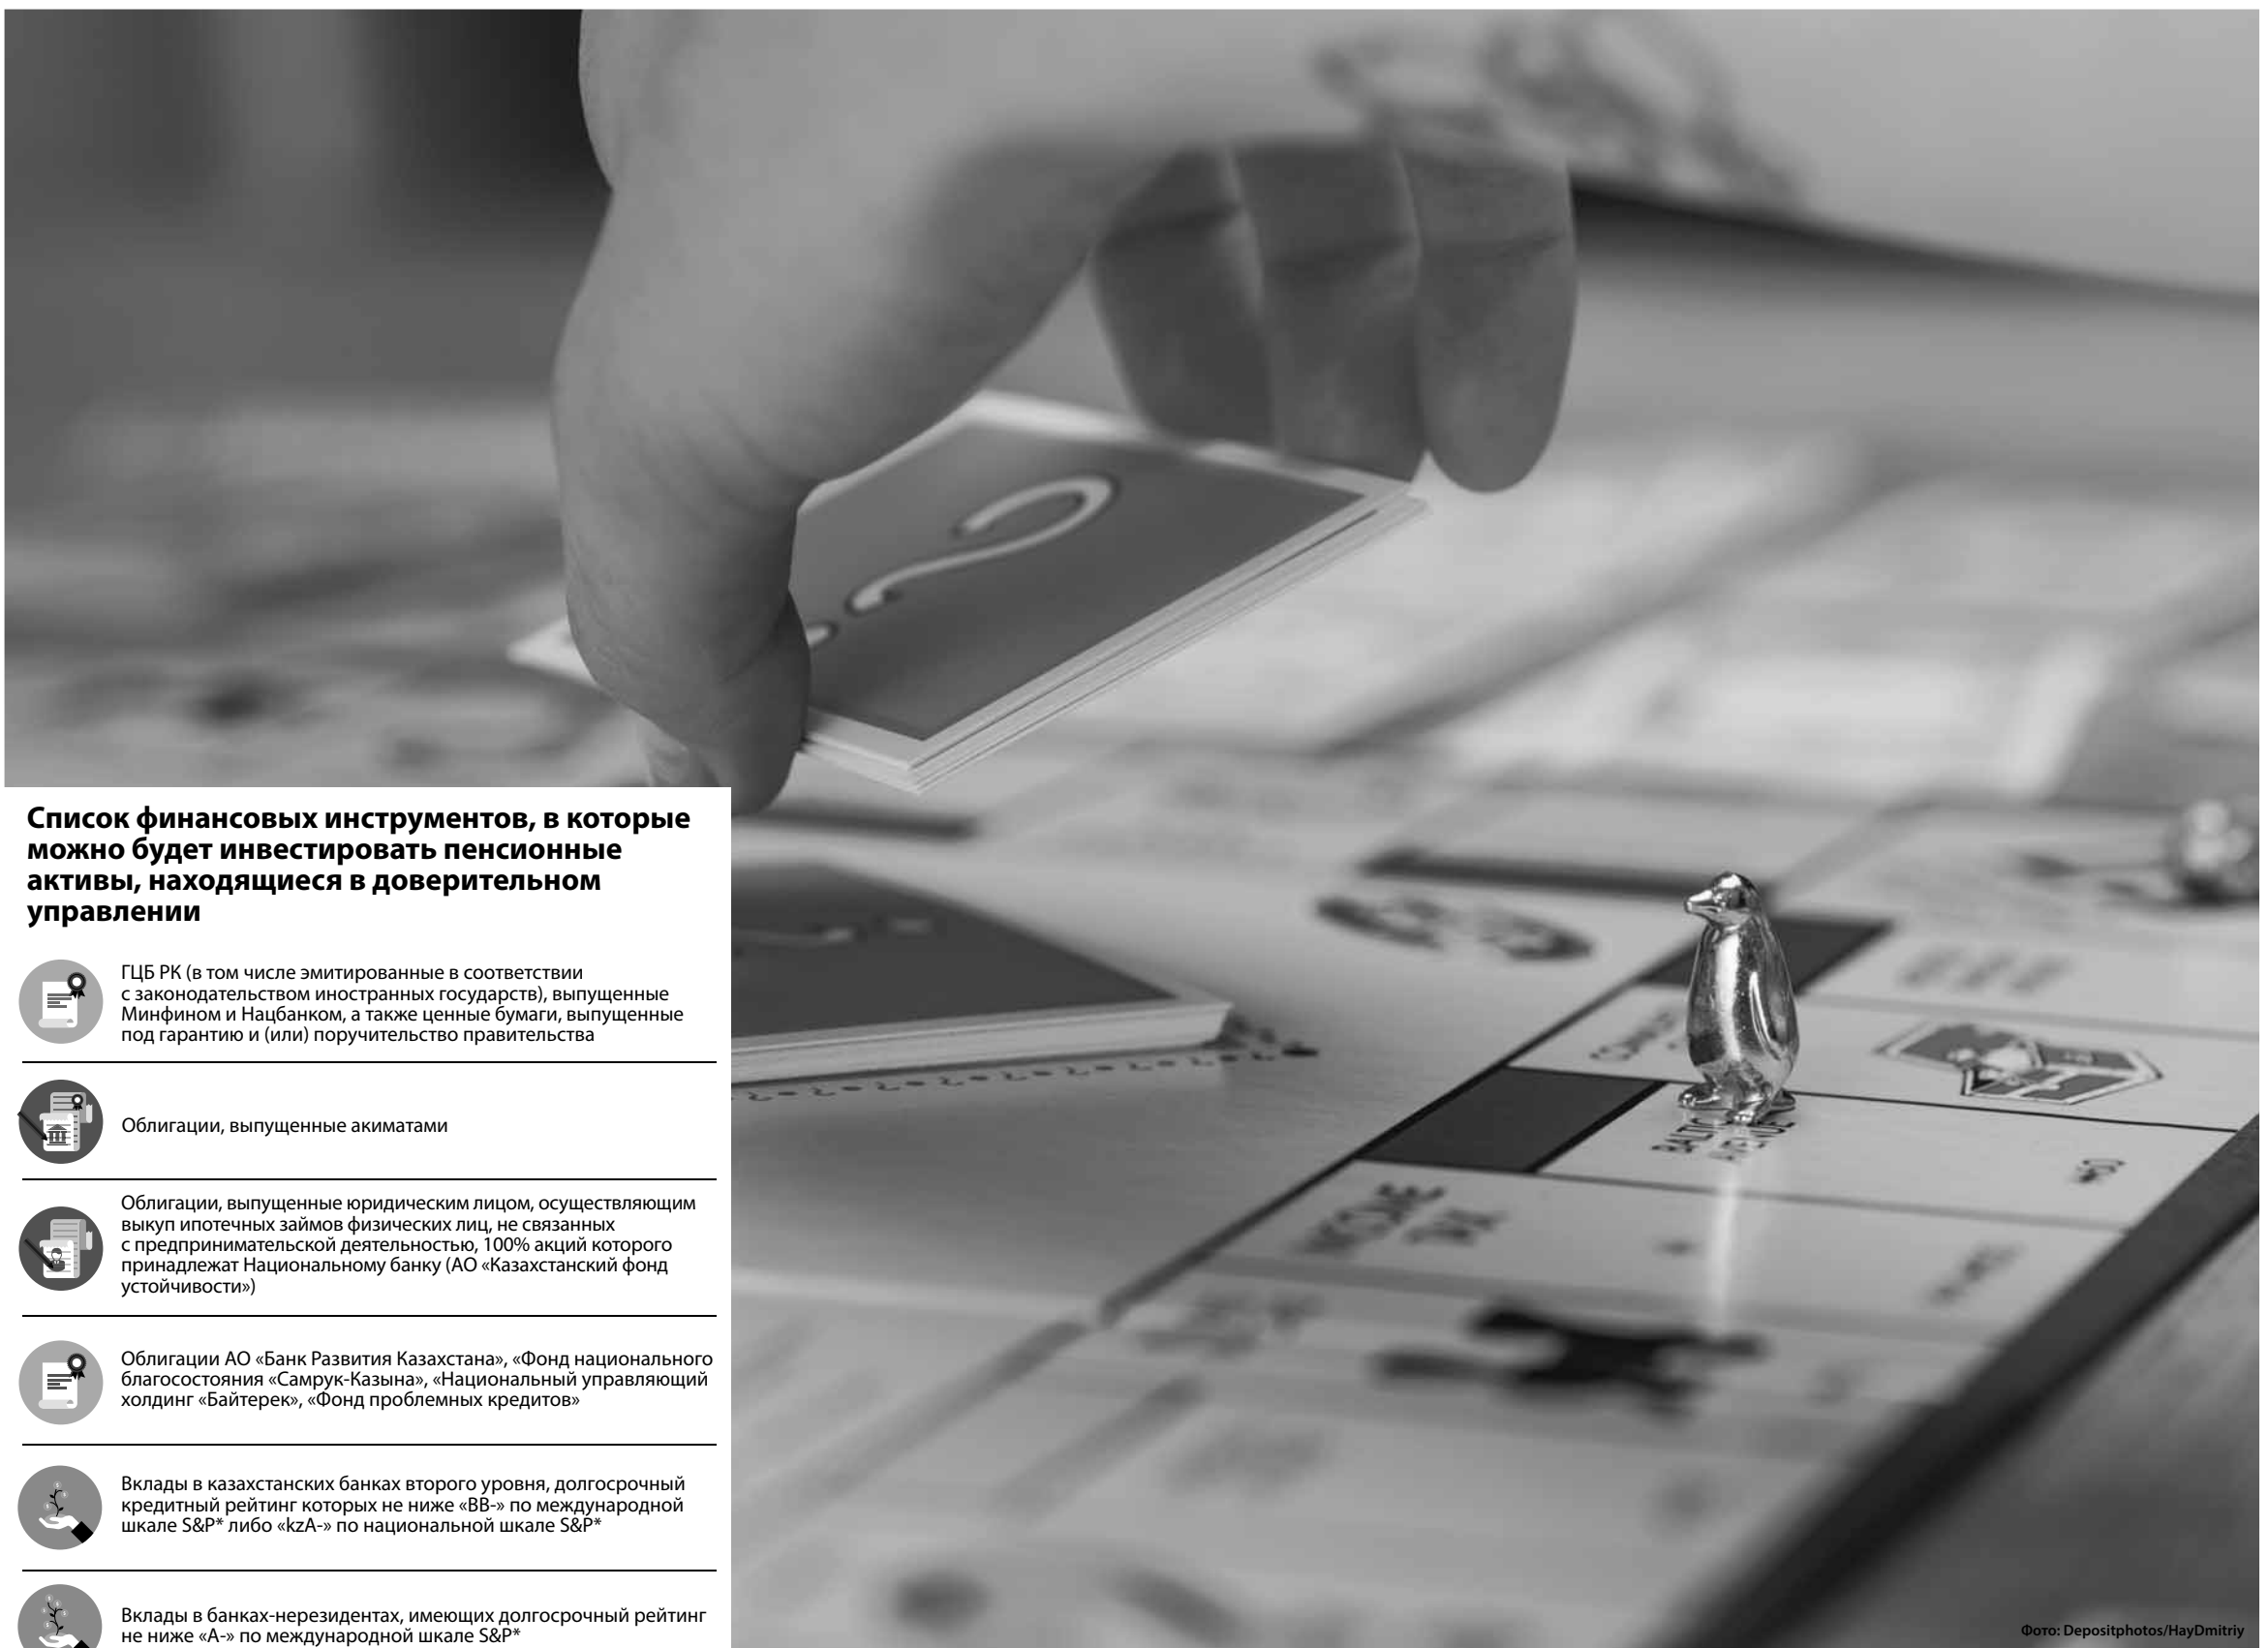 Список финансовых инструментов, в которые
можно будет инвестировать пенсионные
активы, находящиеся в доверительном
управлении
ГЦБ РК (в том числе эмитированные в соответствии
с законодательством иностранных государств), выпущенные
Минфином и Нацбанком, а также ценные бумаги, выпущенные
под гарантию и (или) поручительство правительства
Облигации, выпущенные акиматами
Облигации, выпущенные юридическим лицом, осуществляющим
выкуп ипотечных займов физических лиц, не связанных
с предпринимательской деятельностью, 100% акций которого
принадлежат Национальному банку (АО «Казахстанский фонд
устойчивости»)
Облигации АО «Банк Развития Казахстана», «Фонд национального
благосостояния «Самрук-Казына», «Национальный управляющий
холдинг «Байтерек», «Фонд проблемных кредитов»
Вклады в казахстанских банках второго уровня, долгосрочный
кредитный рейтинг которых не ниже «BB-» по международной
шкале S&P* либо «kzA-» по национальной шкале S&P*
Вклады в банках-нерезидентах, имеющих долгосрочный рейтинг
не ниже «A-» по международной шкале S&P*
?
INCOME
TAX
Фото: Depositphotos/HayDmitriy